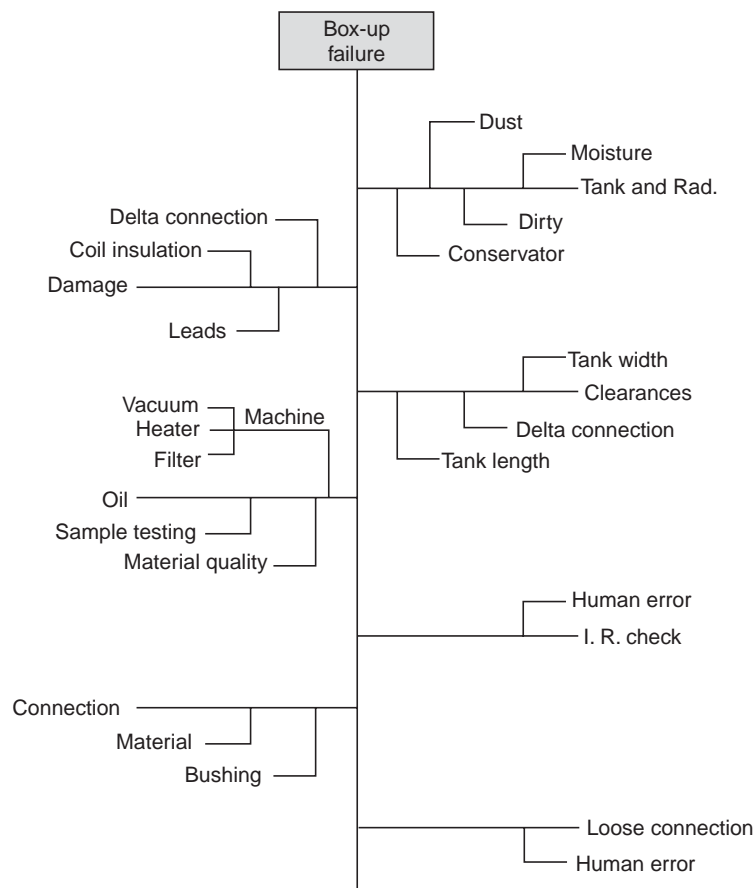 Box-up
failure
Dust
Moisture
Tank and Rad.
Dirty
Conservator
Delta connection
Coil insulation
Damage
Leads
Tank width
Clearances
Delta connection
Tank length
Vacuum
Machine
Heater
Filter
Oil
Sample testing
Material quality
Human error
I. R. check
Connection
Material
Bushing
Loose connection
Human error